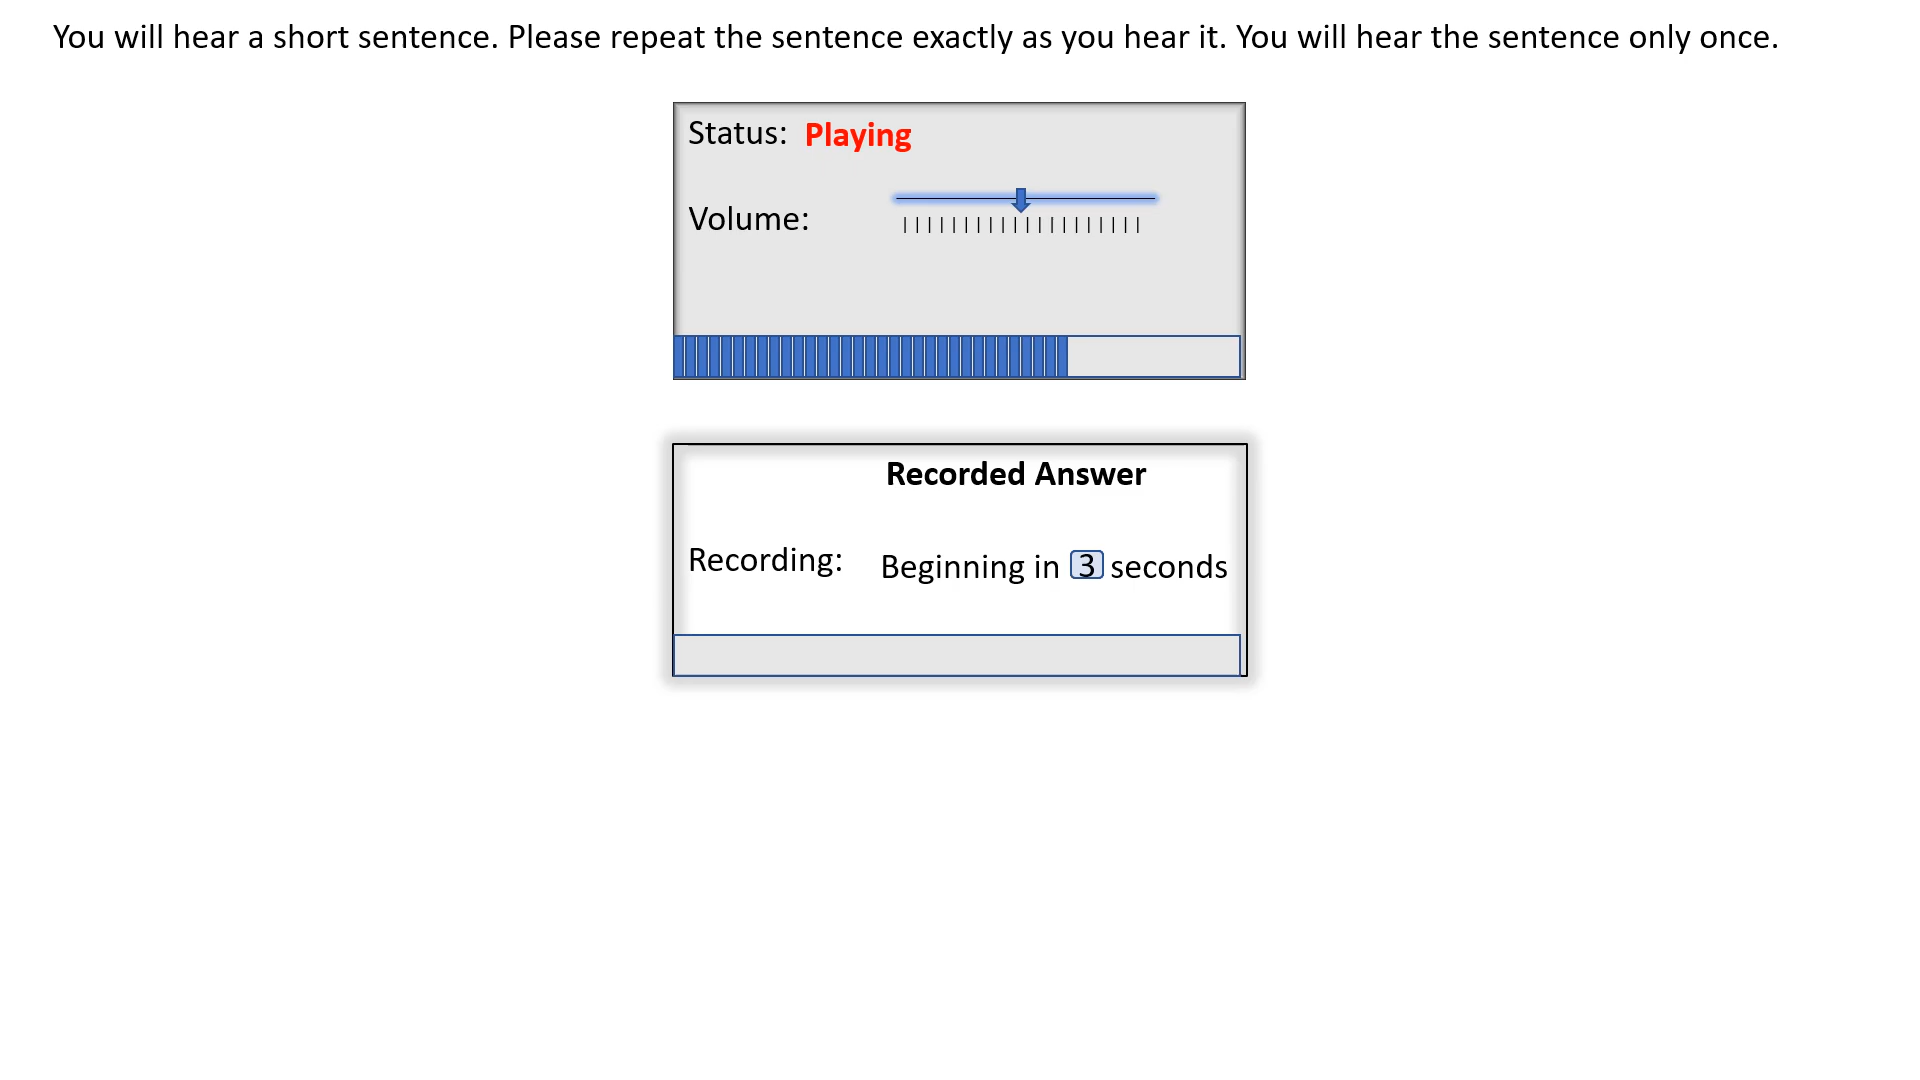 You will hear a short sentence. Please repeat the sentence exactly as you hear it. You will hear the sentence only once.
Status: Playing
Volume:
Recorded Answer
Recording: Beginning in 3 seconds